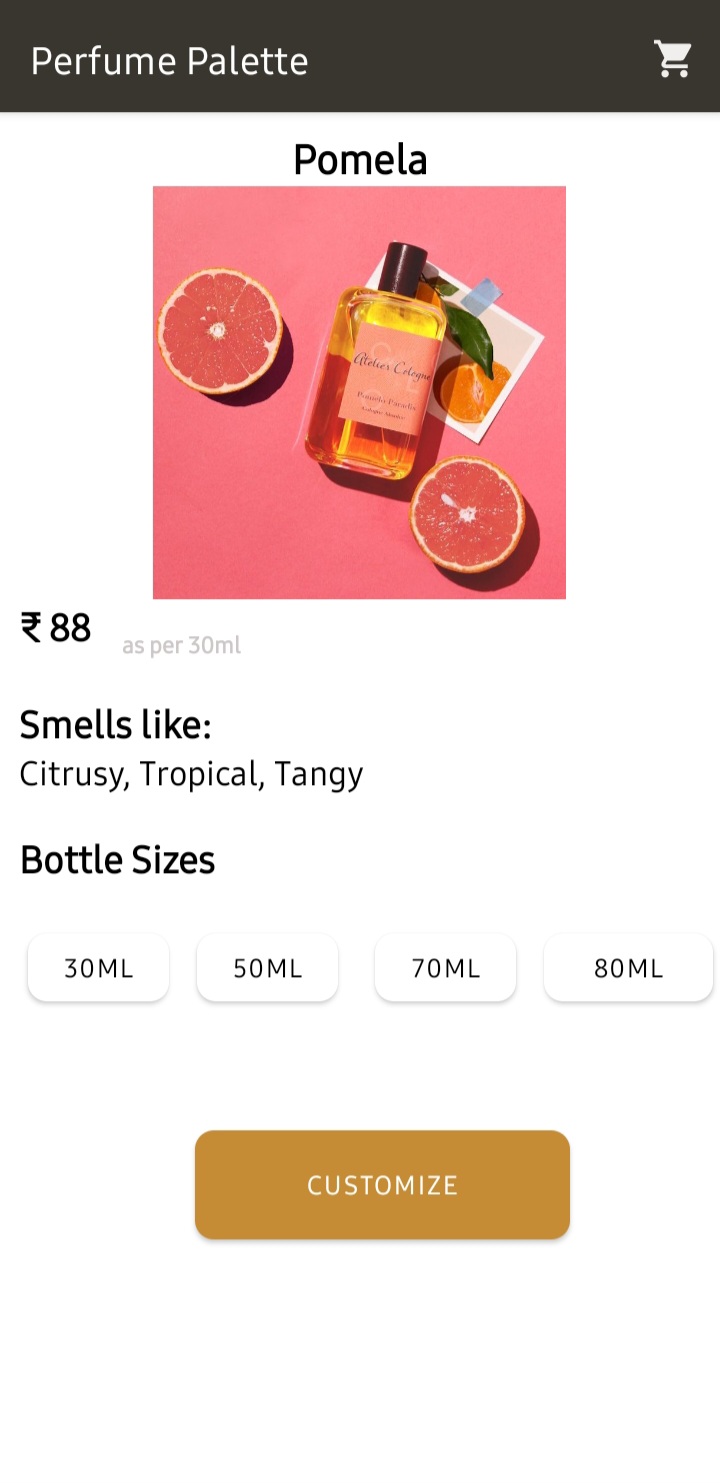 Perfume Palette
Pomela
Atelier Cologne
Pomélo Paradis
Cologne Absolue
₹ 88 as per 30ml
Smells like:
Citrusy, Tropical, Tangy
Bottle Sizes
30ML 50ML 70ML 80ML
CUSTOMIZE